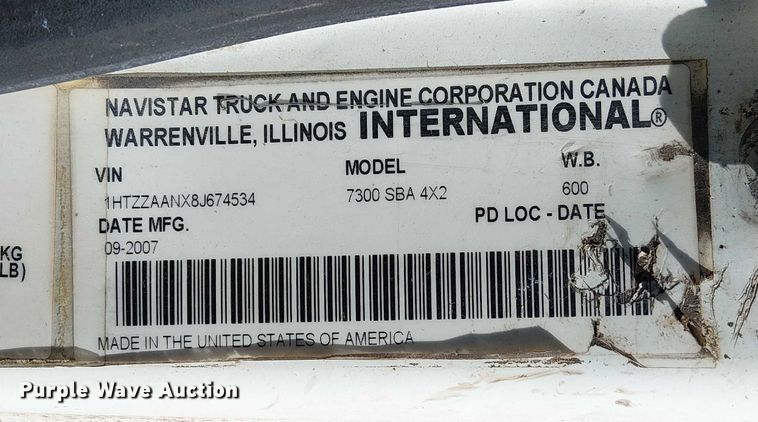 NAVISTAR TRUCK AND ENGINE CORPORATION CANADA
WARRENVILLE, ILLINOIS INTERNATIONAL®
VIN MODEL W.B.
1HTZZAANX8J674534 7300 SBA 4X2 600
DATE MFG. PD LOC - DATE
09-2007
KG
LB)
MADE IN THE UNITED STATES OF AMERICA
Purple Wave Auction